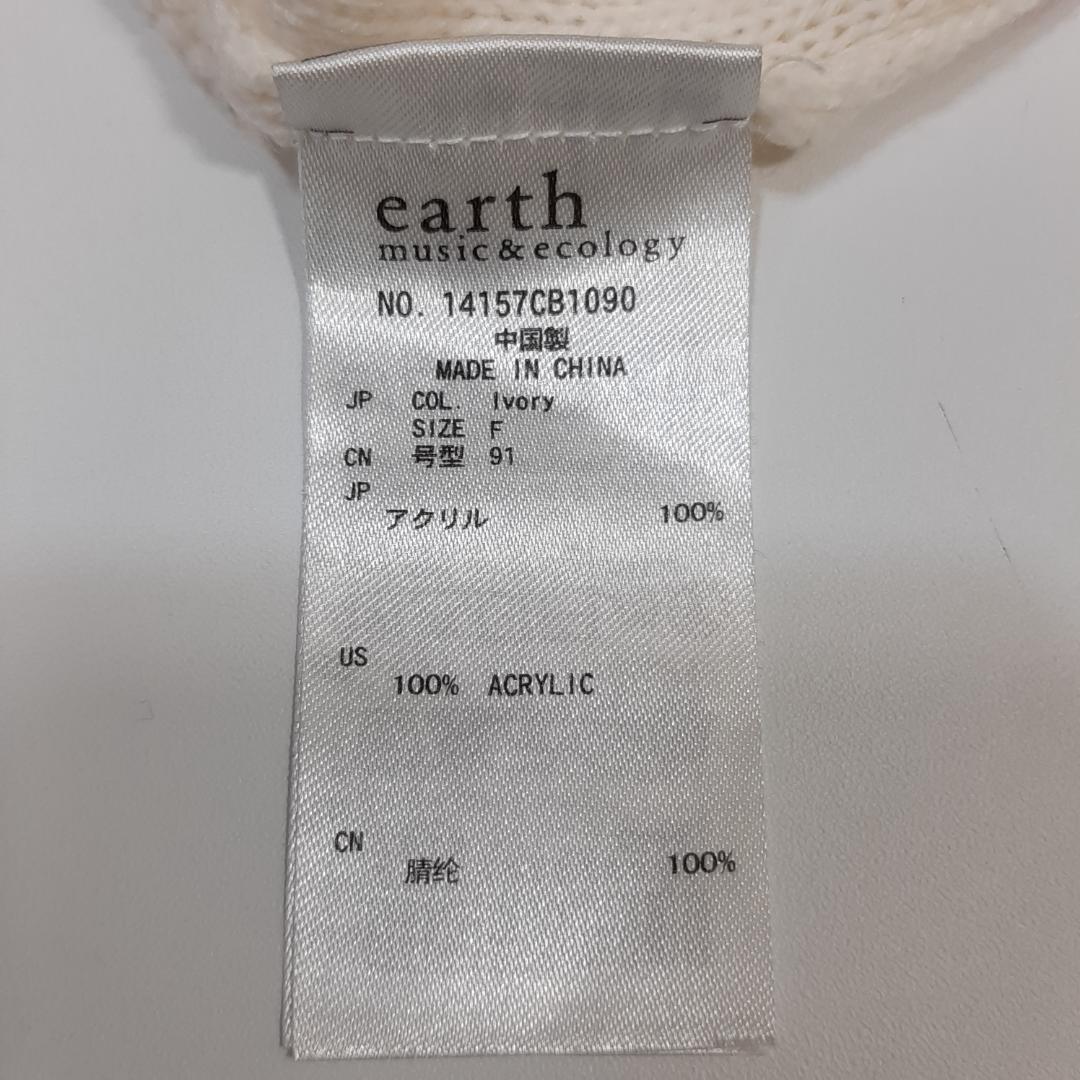 earth
music&ecology
NO. 14157CB1090
中国製
MADE IN CHINA
JP COL. Ivory
SIZE F
CN 号型 91
JP
アクリル 100%
US
100% ACRYLIC
CN
腈纶 100%